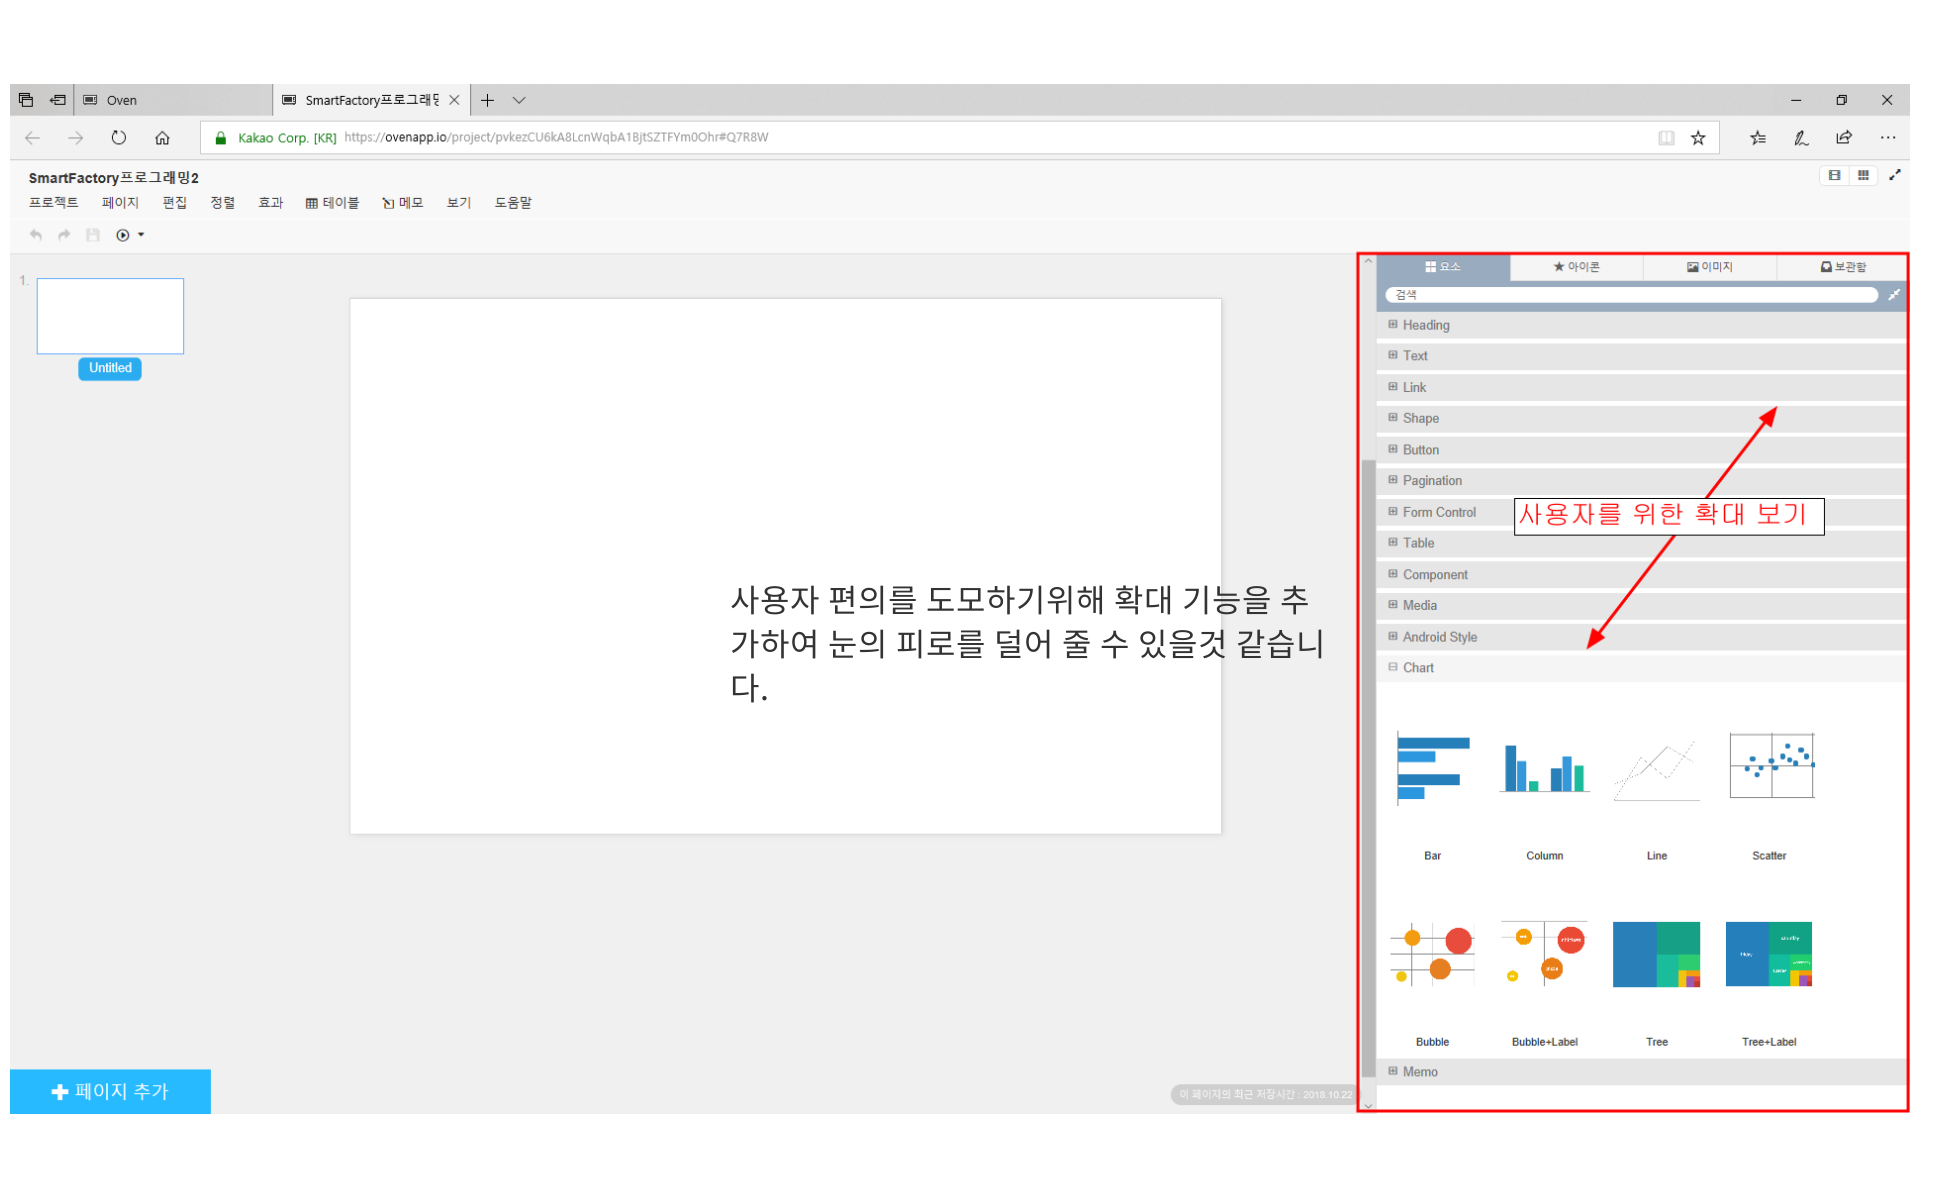 Oven
SmartFactory프로그래밍
Kakao Corp. [KR] https://ovenapp.io/project/pvkezCU6kA8LcnWqbA1BjtSZTFYm0Ohr#Q7R8W
SmartFactory프로그래밍2
프로젝트 페이지 편집 정렬 효과 테이블 메모 보기 도움말
1.
Untitled
요소 아이콘 이미지 보관함
검색
Heading
Text
Link
Shape
Button
Pagination
Form Control
사용자를 위한 확대 보기
Table
Component
Media
Android Style
Chart
사용자 편의를 도모하기위해 확대 기능을 추
가하여 눈의 피로를 덜어 줄 수 있을것 같습니
다.
Bar Column Line Scatter
Bubble Bubble+Label Tree Tree+Label
Memo
페이지 추가
이 페이지의 최근 저장시간 : 2018.10.22